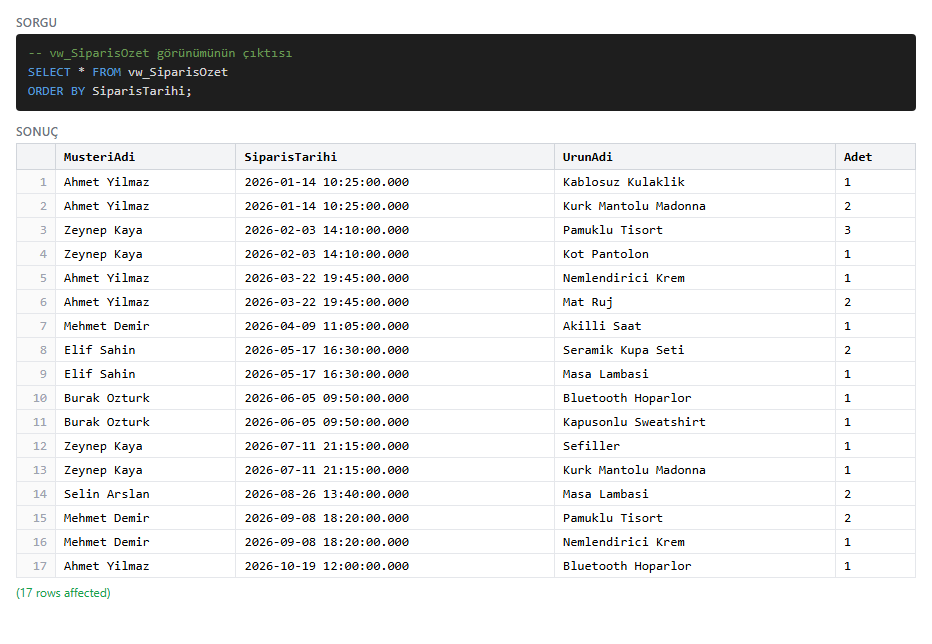 SORGU
-- vw_SiparisOzet görünümünün çıktısı
SELECT * FROM vw_SiparisOzet
ORDER BY SiparisTarihi;
SONUÇ
MusteriAdi SiparisTarihi UrunAdi Adet
1 Ahmet Yilmaz 2026-01-14 10:25:00.000 Kablosuz Kulaklik 1
2 Ahmet Yilmaz 2026-01-14 10:25:00.000 Kurk Mantolu Madonna 2
3 Zeynep Kaya 2026-02-03 14:10:00.000 Pamuklu Tisort 3
4 Zeynep Kaya 2026-02-03 14:10:00.000 Kot Pantolon 1
5 Ahmet Yilmaz 2026-03-22 19:45:00.000 Nemlendirici Krem 1
6 Ahmet Yilmaz 2026-03-22 19:45:00.000 Mat Ruj 2
7 Mehmet Demir 2026-04-09 11:05:00.000 Akilli Saat 1
8 Elif Sahin 2026-05-17 16:30:00.000 Seramik Kupa Seti 2
9 Elif Sahin 2026-05-17 16:30:00.000 Masa Lambasi 1
10 Burak Ozturk 2026-06-05 09:50:00.000 Bluetooth Hoparlor 1
11 Burak Ozturk 2026-06-05 09:50:00.000 Kapusonlu Sweatshirt 1
12 Zeynep Kaya 2026-07-11 21:15:00.000 Sefiller 1
13 Zeynep Kaya 2026-07-11 21:15:00.000 Kurk Mantolu Madonna 1
14 Selin Arslan 2026-08-26 13:40:00.000 Masa Lambasi 2
15 Mehmet Demir 2026-09-08 18:20:00.000 Pamuklu Tisort 2
16 Mehmet Demir 2026-09-08 18:20:00.000 Nemlendirici Krem 1
17 Ahmet Yilmaz 2026-10-19 12:00:00.000 Bluetooth Hoparlor 1
(17 rows affected)